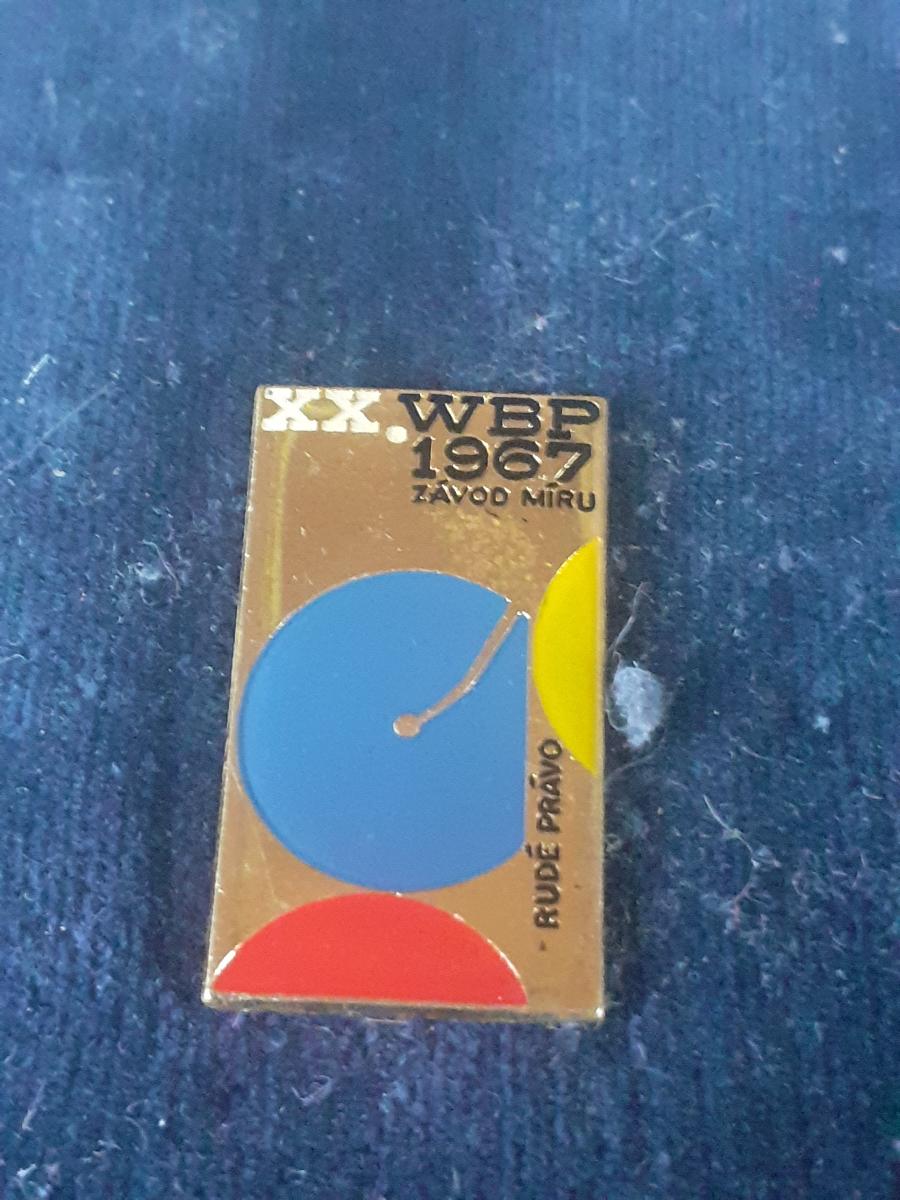 XX. WBP
1967
ZÁVOD MÍRU
RUDÉ PRÁVO